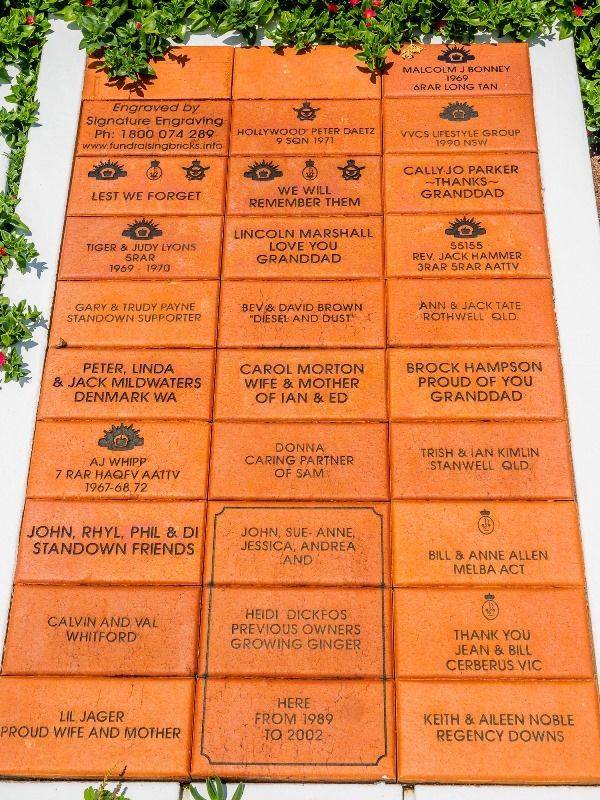 MALCOLM J BONNEY
1969
6RAR LONG TAN
Engraved by
Signature Engraving
Ph: 1800 074 289
www.fundraisingbricks.info
HOLLYWOOD' PETER DAETZ
9 SQN 1971
VVCS LIFESTYLE GROUP
1990 NSW
LEST WE FORGET
WE WILL
REMEMBER THEM
CALLYJO PARKER
~THANKS~
GRANDDAD
TIGER & JUDY LYONS
5RAR
1969 - 1970
LINCOLN MARSHALL
LOVE YOU
GRANDDAD
55155
REV. JACK HAMMER
3RAR 5RAR AATTV
GARY & TRUDY PAYNE
STANDOWN SUPPORTER
BEV & DAVID BROWN
"DIESEL AND DUST"
ANN & JACK TATE
ROTHWELL QLD.
PETER, LINDA
& JACK MILDWATERS
DENMARK WA
CAROL MORTON
WIFE & MOTHER
OF IAN & ED
BROCK HAMPSON
PROUD OF YOU
GRANDDAD
AJ WHIPP
7 RAR HAQFV AATTV
1967-68 72
DONNA
CARING PARTNER
OF SAM
TRISH & IAN KIMLIN
STANWELL QLD.
JOHN, RHYL, PHIL & DI
STANDOWN FRIENDS
JOHN, SUE- ANNE,
JESSICA, ANDREA
AND
BILL & ANNE ALLEN
MELBA ACT
CALVIN AND VAL
WHITFORD
HEIDI DICKFOS
PREVIOUS OWNERS
GROWING GINGER
THANK YOU
JEAN & BILL
CERBERUS VIC
LIL JAGER
PROUD WIFE AND MOTHER
HERE
FROM 1989
TO 2002
KEITH & AILEEN NOBLE
REGENCY DOWNS